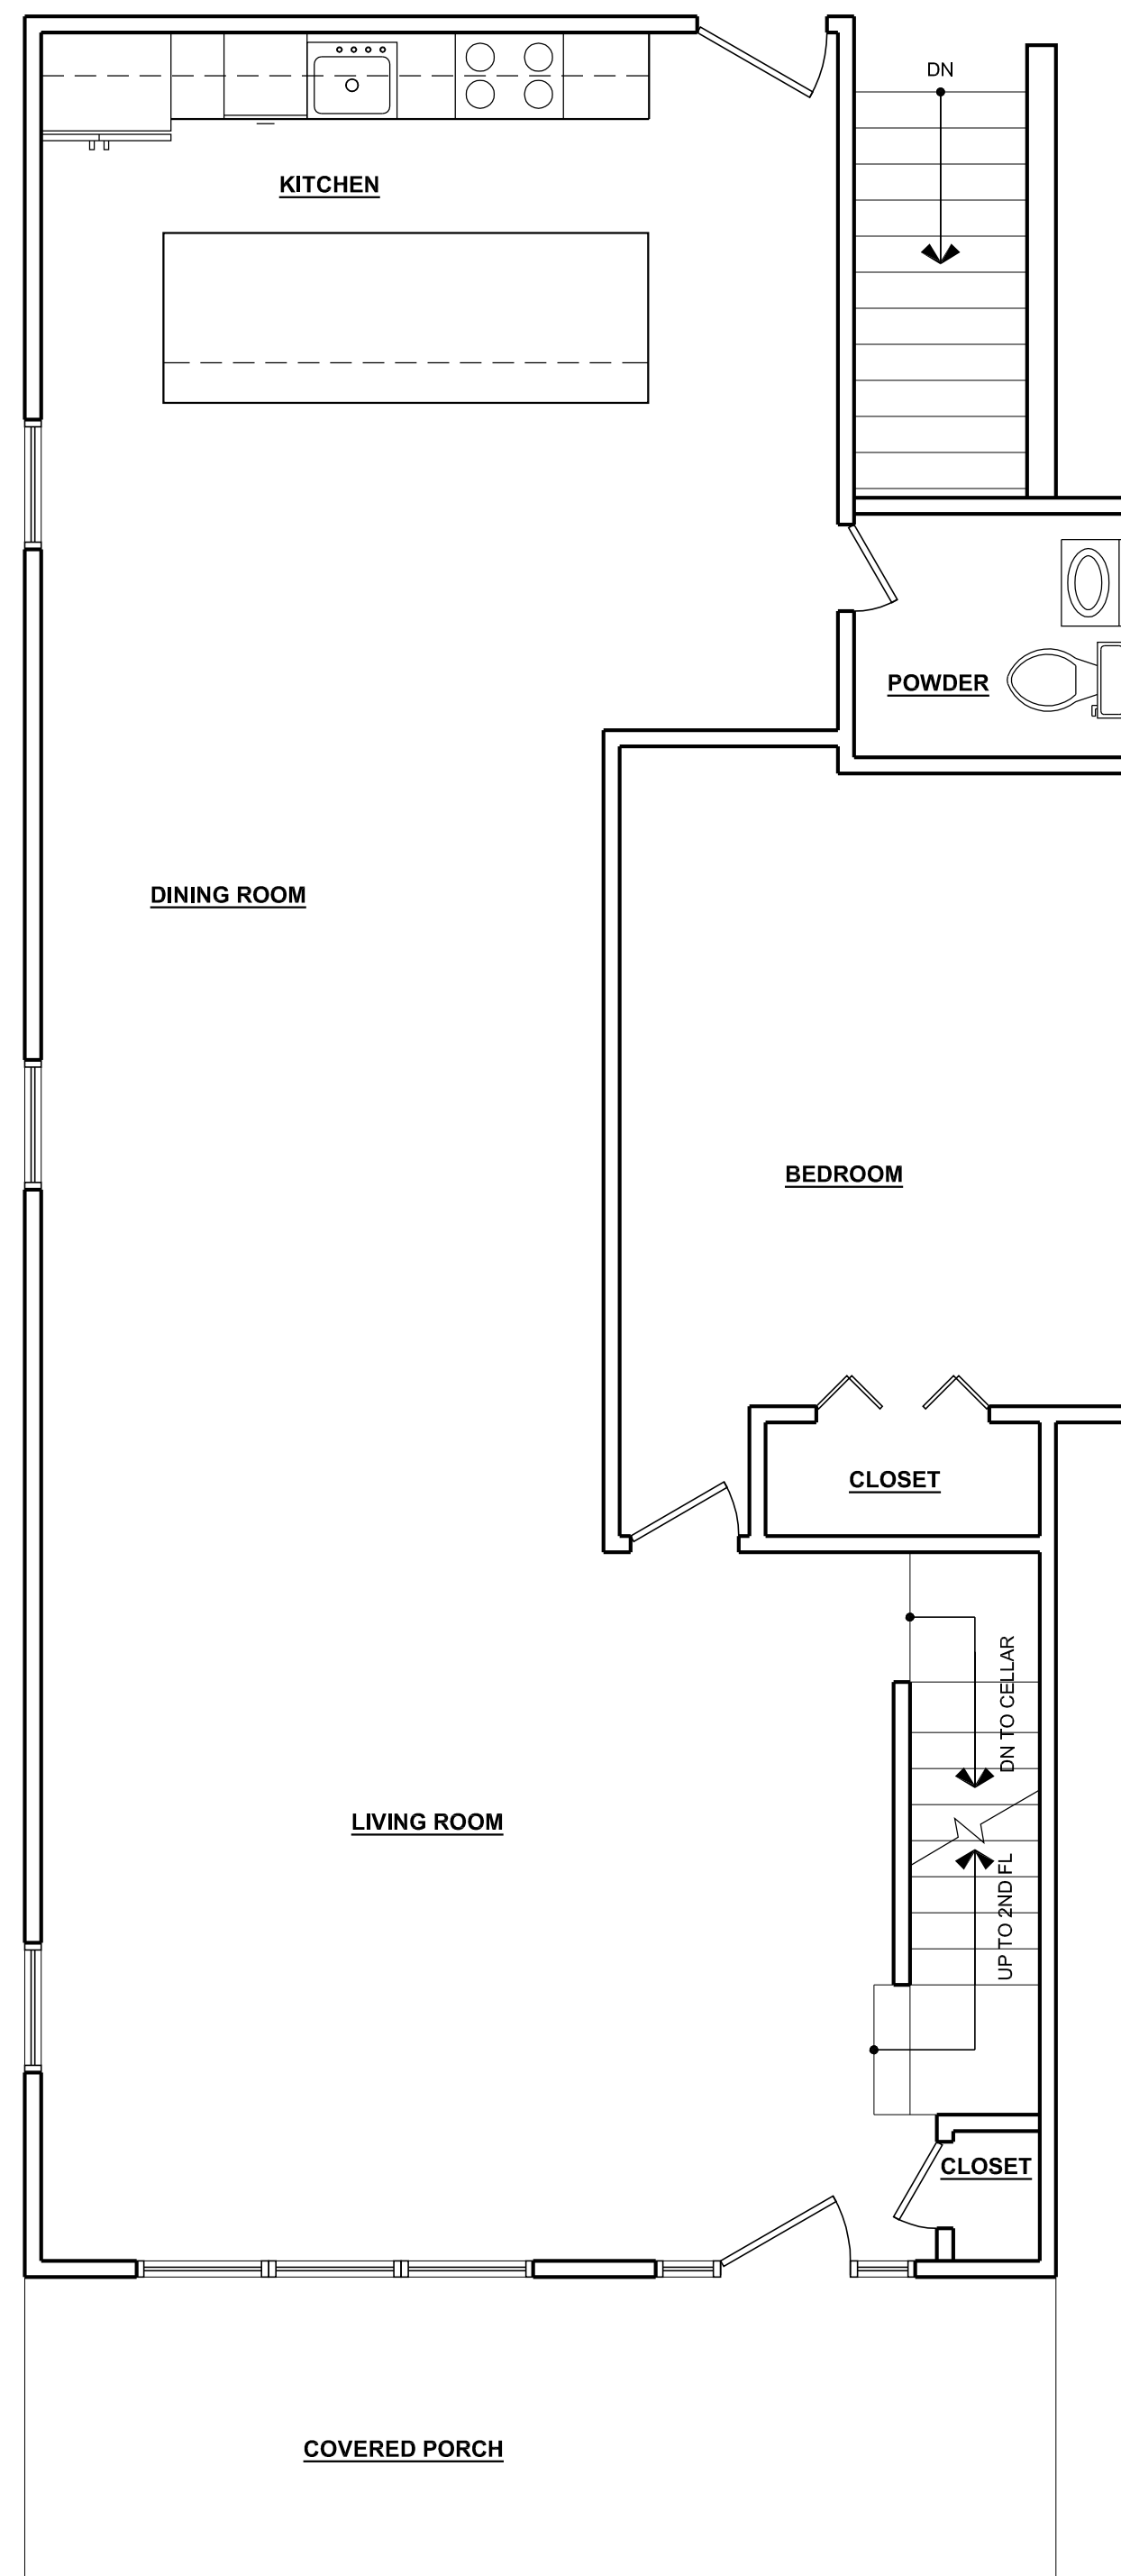 DN
KITCHEN
POWDER
DINING ROOM
BEDROOM
CLOSET
DN TO CELLAR
LIVING ROOM
UP TO 2ND FL
CLOSET
COVERED PORCH